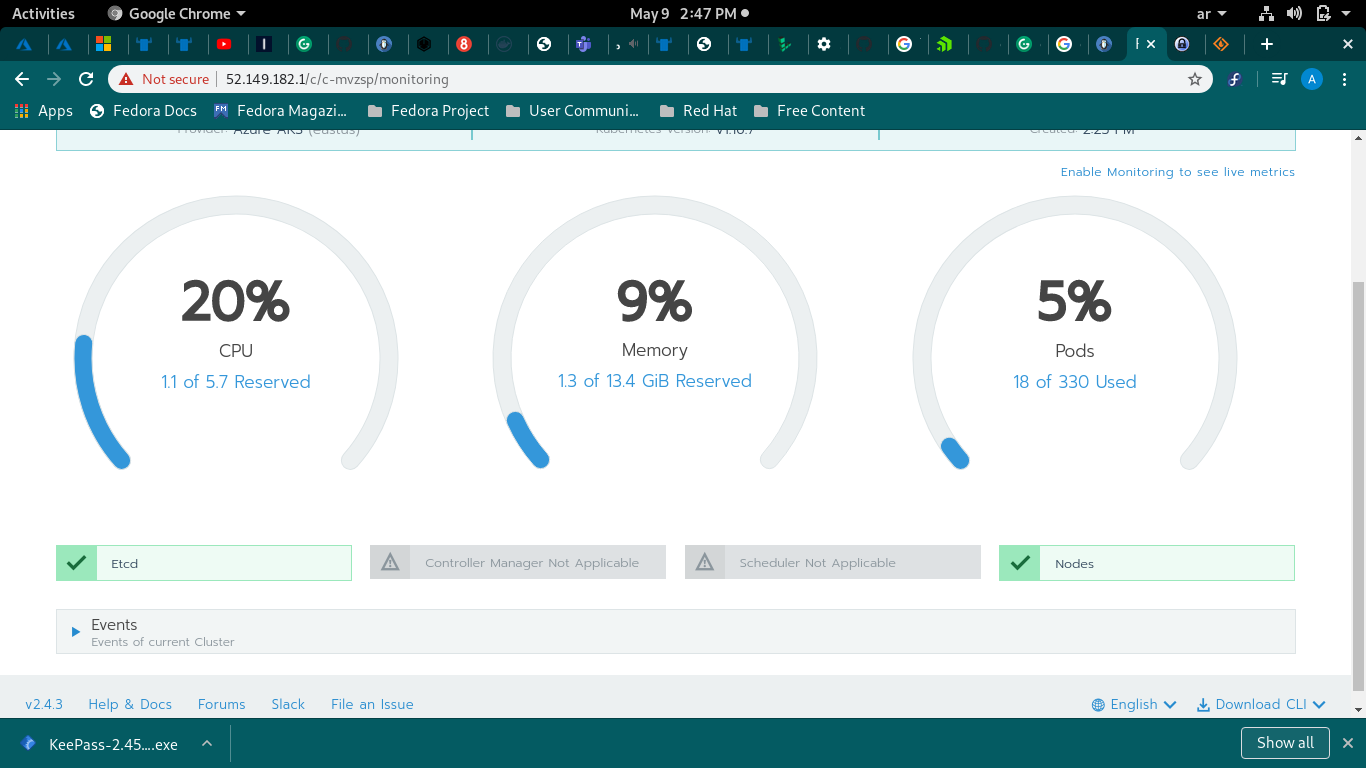 Activities
Google Chrome
May 9 2:47 PM
ar
Not secure
52.149.182.1/c/c-mvzsp/monitoring
Apps
Fedora Docs
Fedora Magazi...
Fedora Project
User Communi...
Red Hat
Free Content
Provider: Azure AKS (eastus)
Kubernetes Version: v1.16.7
Created: 2:25 PM
Enable Monitoring to see live metrics
20%
CPU
1.1 of 5.7 Reserved
9%
Memory
1.3 of 13.4 GiB Reserved
5%
Pods
18 of 330 Used
Etcd
Controller Manager Not Applicable
Scheduler Not Applicable
Nodes
Events
Events of current Cluster
v2.4.3
Help & Docs
Forums
Slack
File an Issue
English
Download CLI
KeePass-2.45....exe
Show all